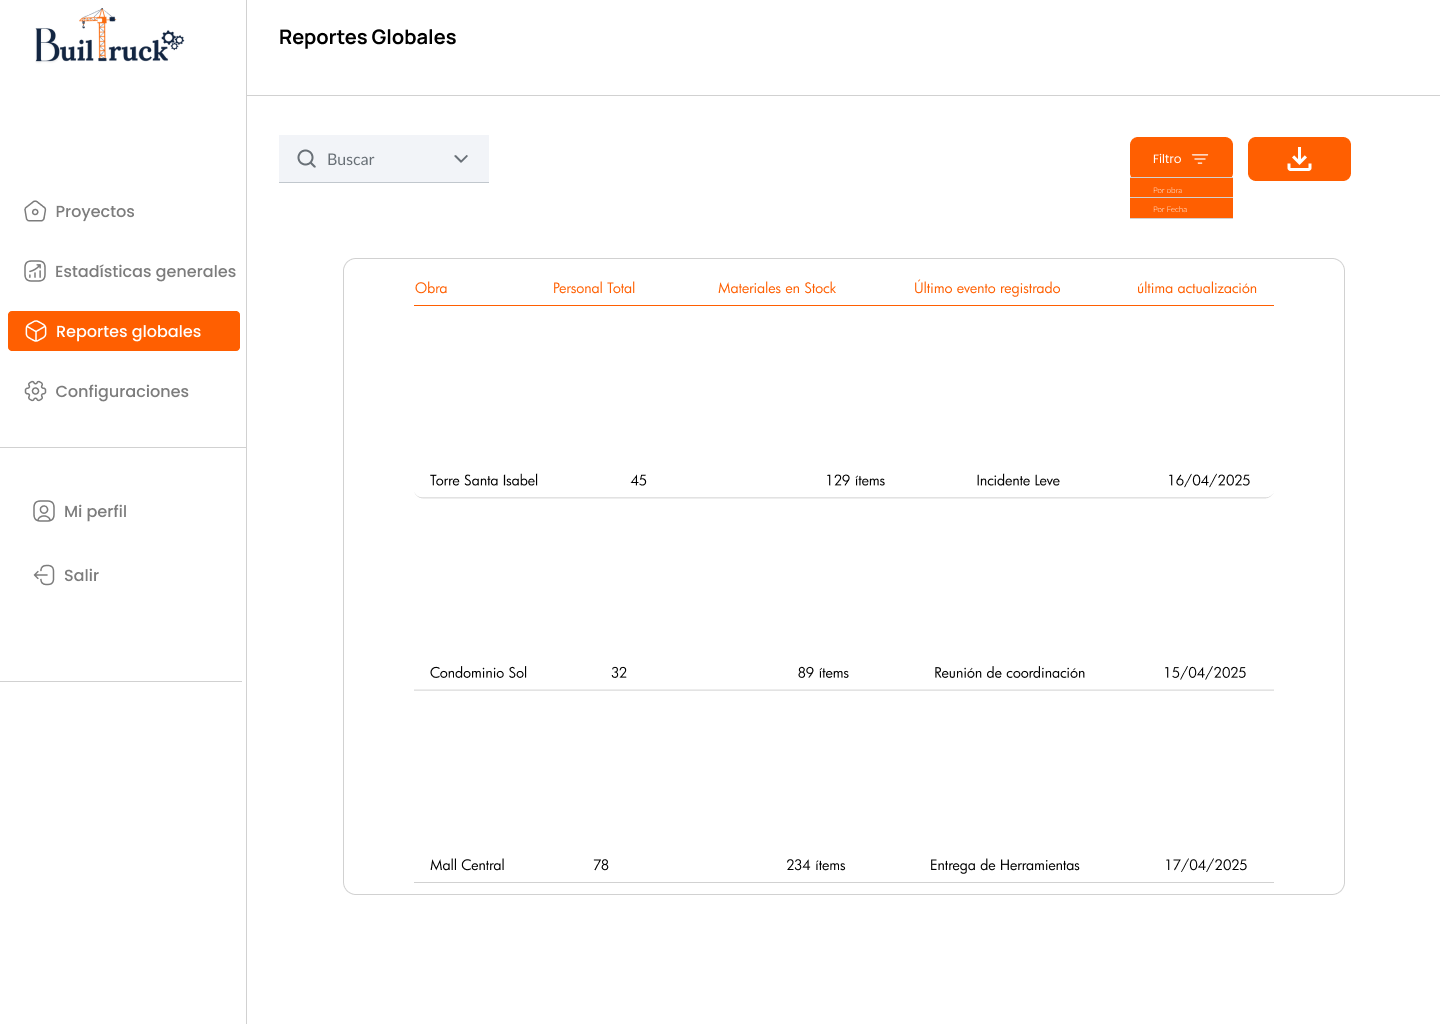 BuilTruck
Reportes Globales
Buscar
Filtro
Por obra
Por Fecha
Proyectos
Estadísticas generales
Reportes globales
Configuraciones
Mi perfil
Salir
Obra Personal Total Materiales en Stock Último evento registrado última actualización
Torre Santa Isabel 45 129 ítems Incidente Leve 16/04/2025
Condominio Sol 32 89 ítems Reunión de coordinación 15/04/2025
Mall Central 78 234 ítems Entrega de Herramientas 17/04/2025